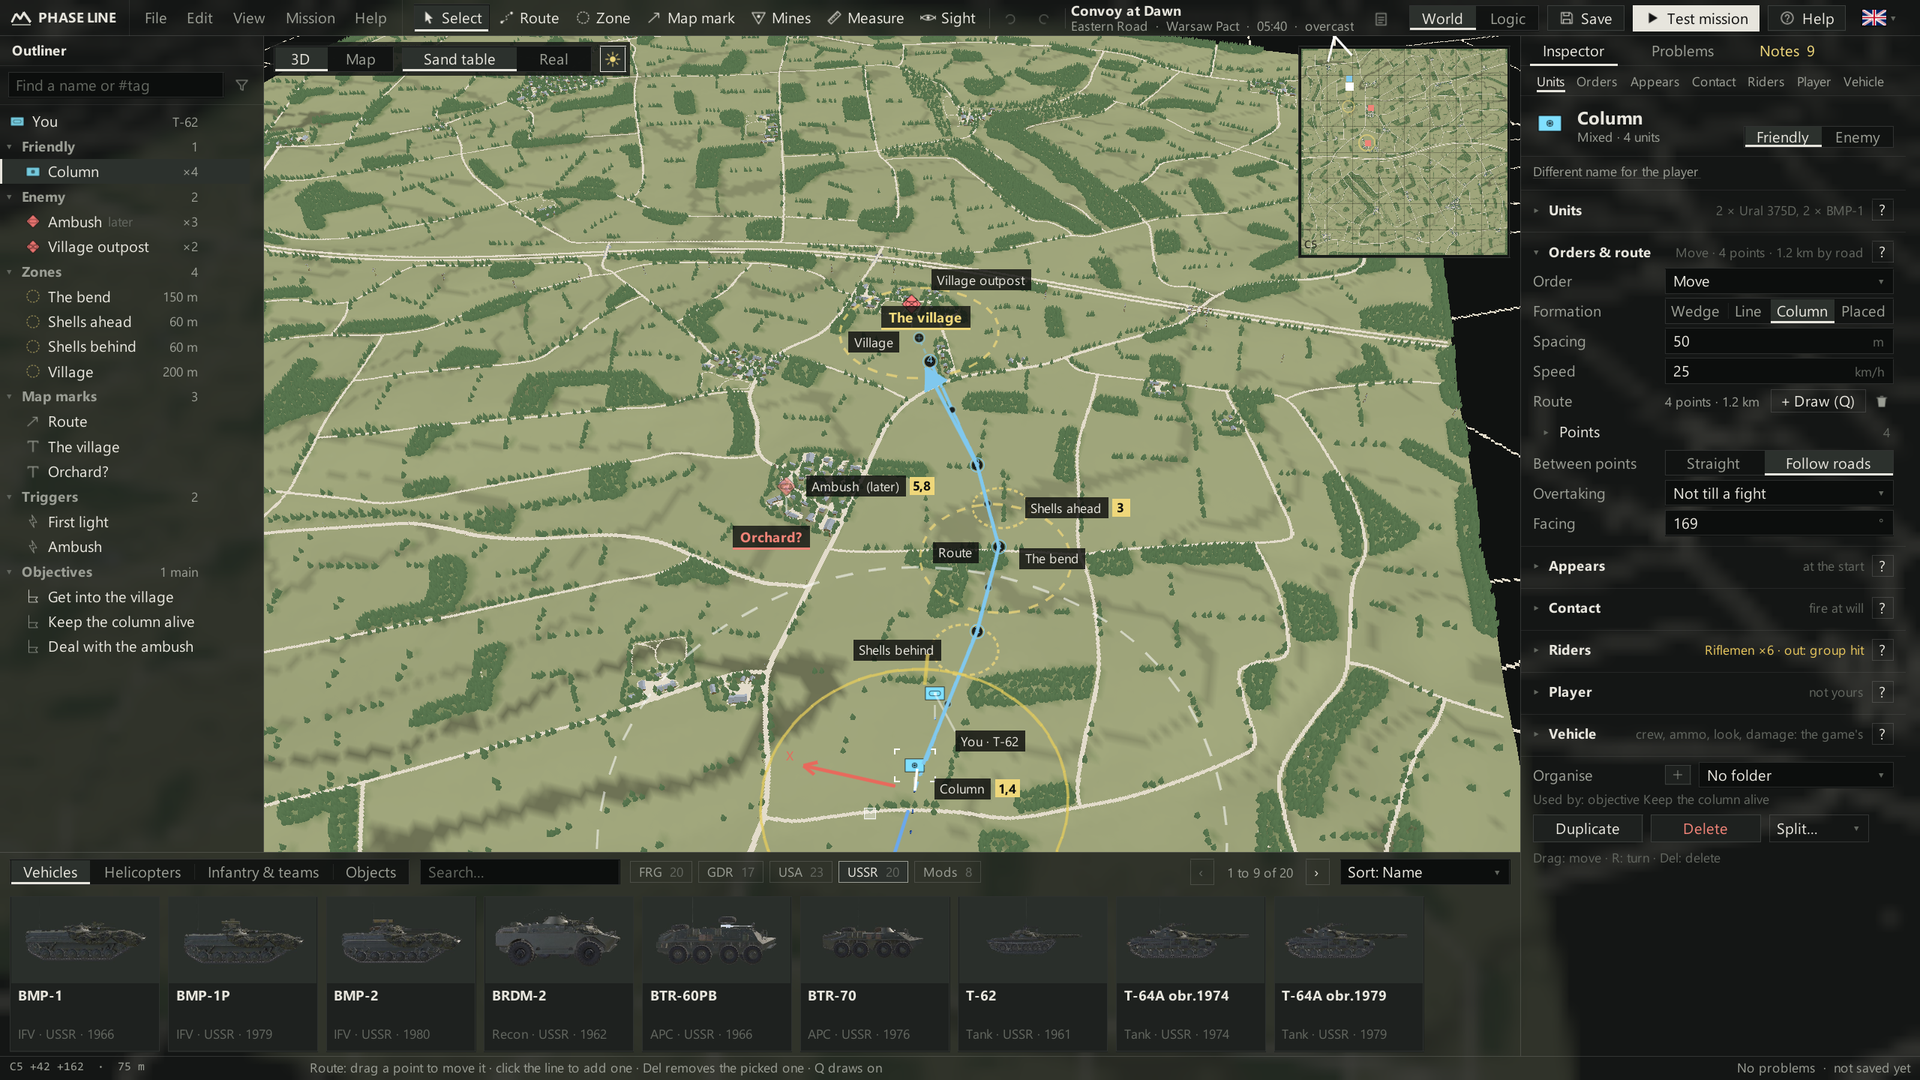 PHASE LINE
File
Edit
View
Mission
Help
Select
Route
Zone
Map mark
Mines
Measure
Sight
Convoy at Dawn
Eastern Road · Warsaw Pact · 05:40 · overcast
World
Logic
Save
Test mission
Help
Outliner
Find a name or #tag
You T-62
Friendly 1
Column ×4
Enemy 2
Ambush later ×3
Village outpost ×2
Zones 4
The bend 150 m
Shells ahead 60 m
Shells behind 60 m
Village 200 m
Map marks 3
Route
The village
Orchard?
Triggers 2
First light
Ambush
Objectives 1 main
Get into the village
Keep the column alive
Deal with the ambush
3D
Map
Sand table
Real
C5
Village outpost
The village
Village
4
Ambush (later) 5,8
Shells ahead 3
Orchard?
Route
The bend
Shells behind
You · T-62
X
Column 1,4
Inspector
Problems
Notes 9
Units
Orders
Appears
Contact
Riders
Player
Vehicle
Column
Mixed · 4 units
Friendly
Enemy
Different name for the player
Units 2 × Ural 375D, 2 × BMP-1 ?
Orders & route Move · 4 points · 1.2 km by road ?
Order Move
Formation Wedge Line Column Placed
Spacing 50 m
Speed 25 km/h
Route 4 points · 1.2 km + Draw (Q)
Points 4
Between points Straight Follow roads
Overtaking Not till a fight
Facing 169 °
Appears at the start ?
Contact fire at will ?
Riders Riflemen ×6 · out: group hit ?
Player not yours ?
Vehicle crew, ammo, look, damage: the game's ?
Organise + No folder
Used by: objective Keep the column alive
Duplicate
Delete
Split...
Drag: move · R: turn · Del: delete
Vehicles
Helicopters
Infantry & teams
Objects
Search...
FRG 20
GDR 17
USA 23
USSR 20
Mods 8
‹ 1 to 9 of 20 ›
Sort: Name
BMP-1
IFV · USSR · 1966
BMP-1P
IFV · USSR · 1979
BMP-2
IFV · USSR · 1980
BRDM-2
Recon · USSR · 1962
BTR-60PB
APC · USSR · 1966
BTR-70
APC · USSR · 1976
T-62
Tank · USSR · 1961
T-64A obr.1974
Tank · USSR · 1974
T-64A obr.1979
Tank · USSR · 1979
C5 +42 +162 · 75 m
Route: drag a point to move it · click the line to add one · Del removes the picked one · Q draws on
No problems · not saved yet